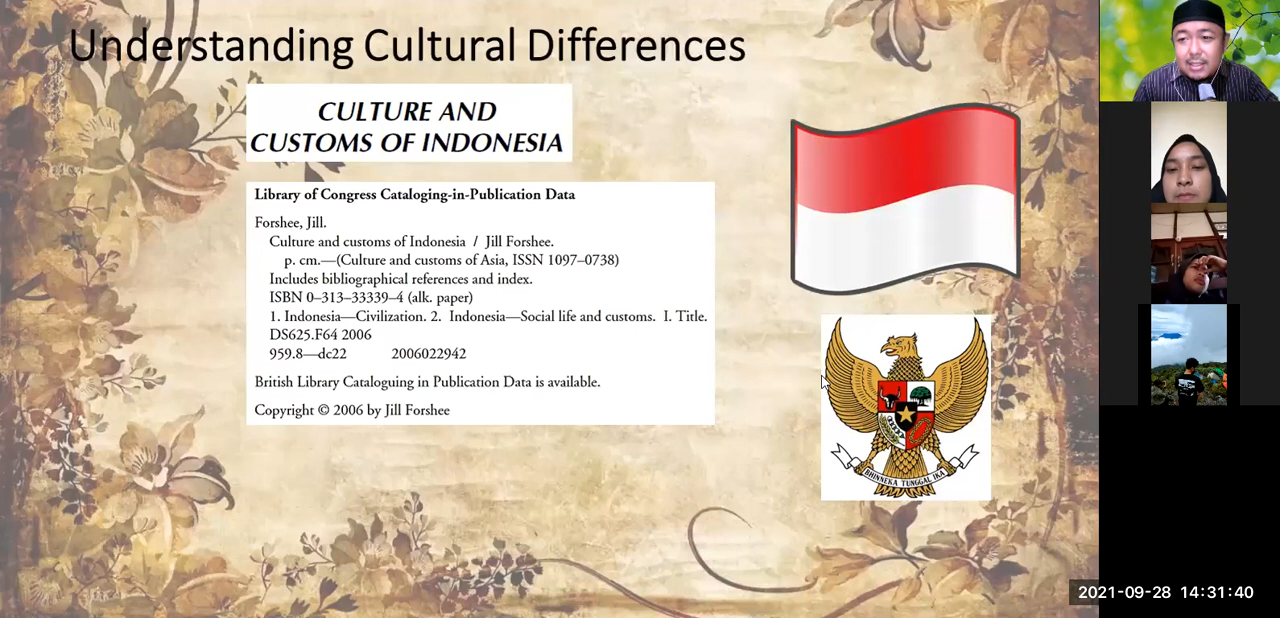 Understanding Cultural Differences
CULTURE AND
CUSTOMS OF INDONESIA
Library of Congress Cataloging-in-Publication Data
Forshee, Jill.
Culture and customs of Indonesia / Jill Forshee.
p. cm.—(Culture and customs of Asia, ISSN 1097–0738)
Includes bibliographical references and index.
ISBN 0–313–33339–4 (alk. paper)
1. Indonesia—Civilization. 2. Indonesia—Social life and customs. I. Title.
DS625.F64 2006
959.8—dc22 2006022942
British Library Cataloguing in Publication Data is available.
Copyright © 2006 by Jill Forshee
BHINNEKA TUNGGAL IKA
2021-09-28 14:31:40